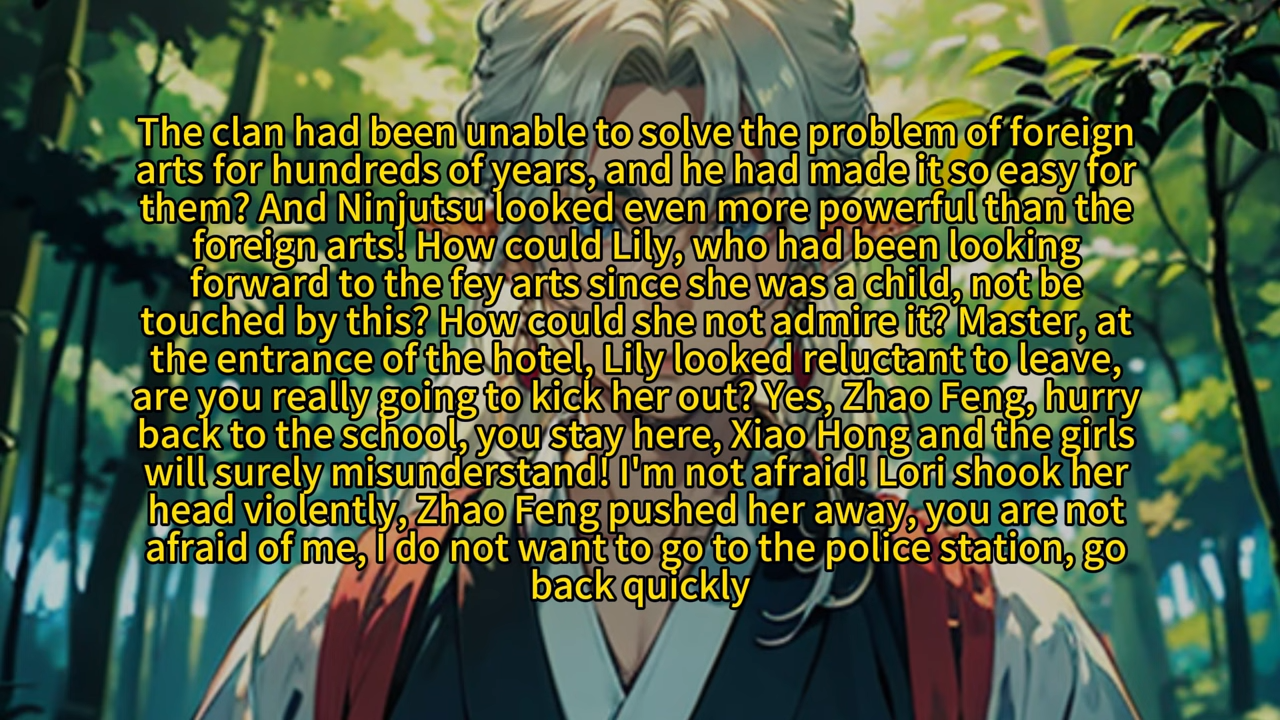 The clan had been unable to solve the problem of foreign
arts for hundreds of years, and he had made it so easy for
them? And Ninjutsu looked even more powerful than the
foreign arts! How could Lily, who had been looking
forward to the fey arts since she was a child, not be
touched by this? How could she not admire it? Master, at
the entrance of the hotel, Lily looked reluctant to leave,
are you really going to kick her out? Yes, Zhao Feng, hurry
back to the school, you stay here, Xiao Hong and the girls
will surely misunderstand! I'm not afraid! Lori shook her
head violently, Zhao Feng pushed her away, you are not
afraid of me, I do not want to go to the police station, go
back quickly